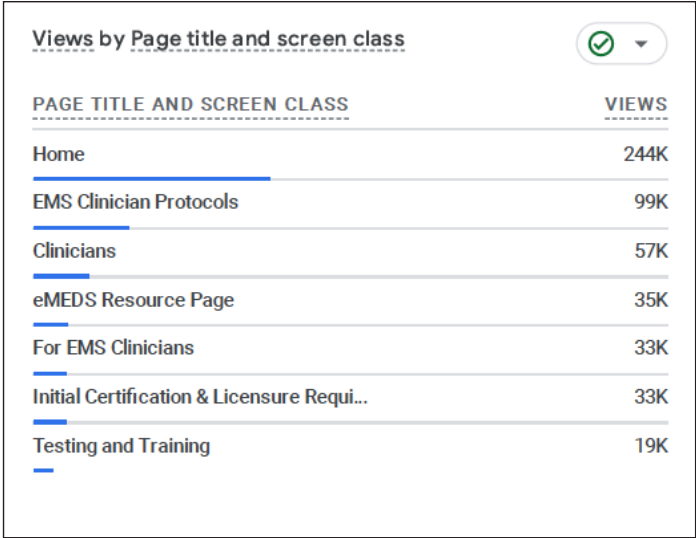 Views by Page title and screen class
PAGE TITLE AND SCREEN CLASS VIEWS
Home 244K
EMS Clinician Protocols 99K
Clinicians 57K
eMEDS Resource Page 35K
For EMS Clinicians 33K
Initial Certification & Licensure Requi... 33K
Testing and Training 19K